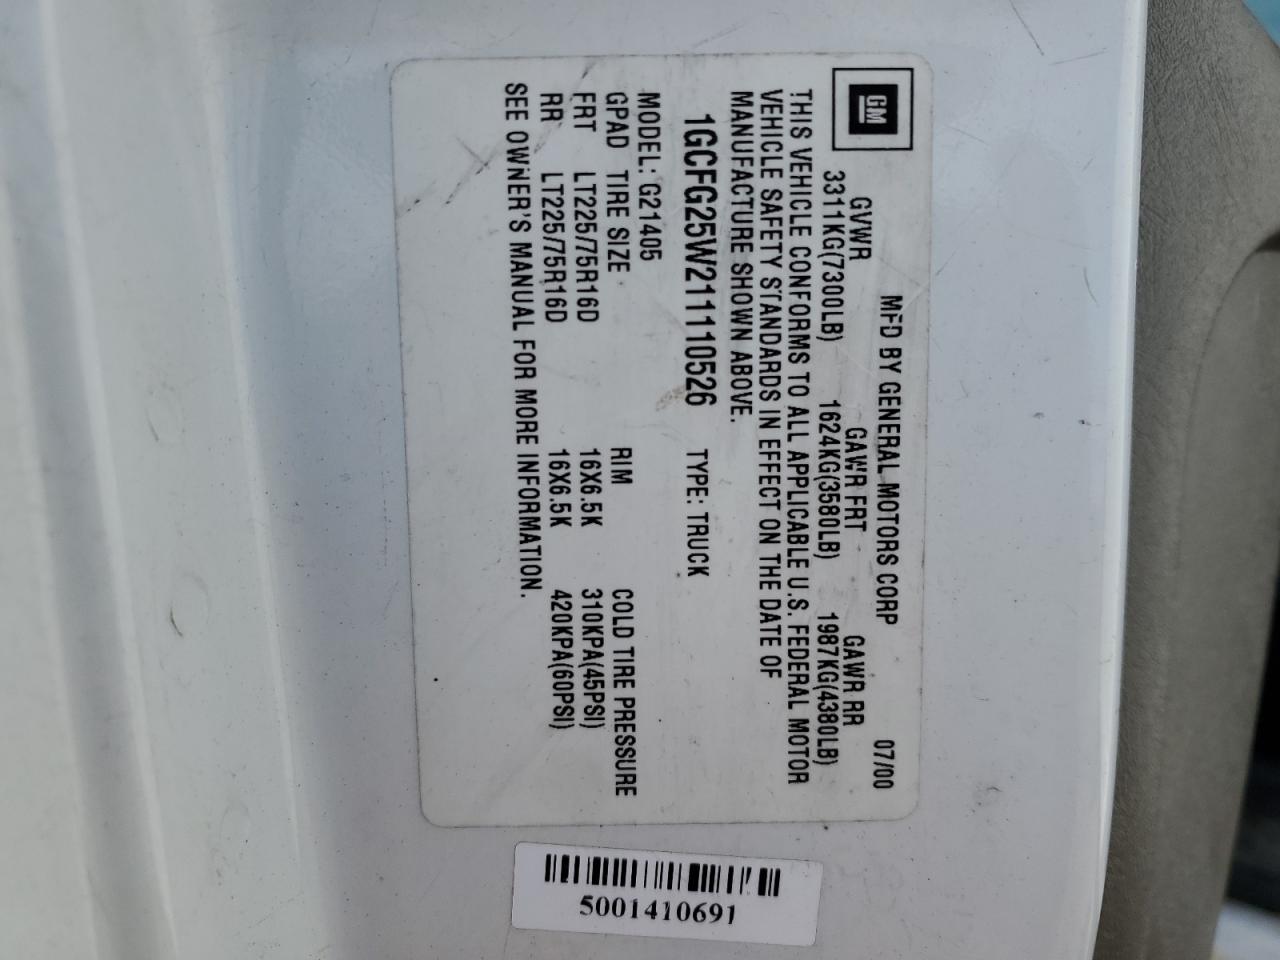 GM
MFD BY GENERAL MOTORS CORP 07/00
GVWR GAWR FRT GAWR RR
3311KG(7300LB) 1624KG(3580LB) 1987KG(4380LB)
THIS VEHICLE CONFORMS TO ALL APPLICABLE U.S. FEDERAL MOTOR
VEHICLE SAFETY STANDARDS IN EFFECT ON THE DATE OF
MANUFACTURE SHOWN ABOVE.
1GCFG25W211110526 TYPE: TRUCK
MODEL: G21405
GPAD TIRE SIZE RIM COLD TIRE PRESSURE
FRT LT225/75R16D 16X6.5K 310KPA(45PSI)
RR LT225/75R16D 16X6.5K 420KPA(60PSI)
SEE OWNER'S MANUAL FOR MORE INFORMATION.
5001410691